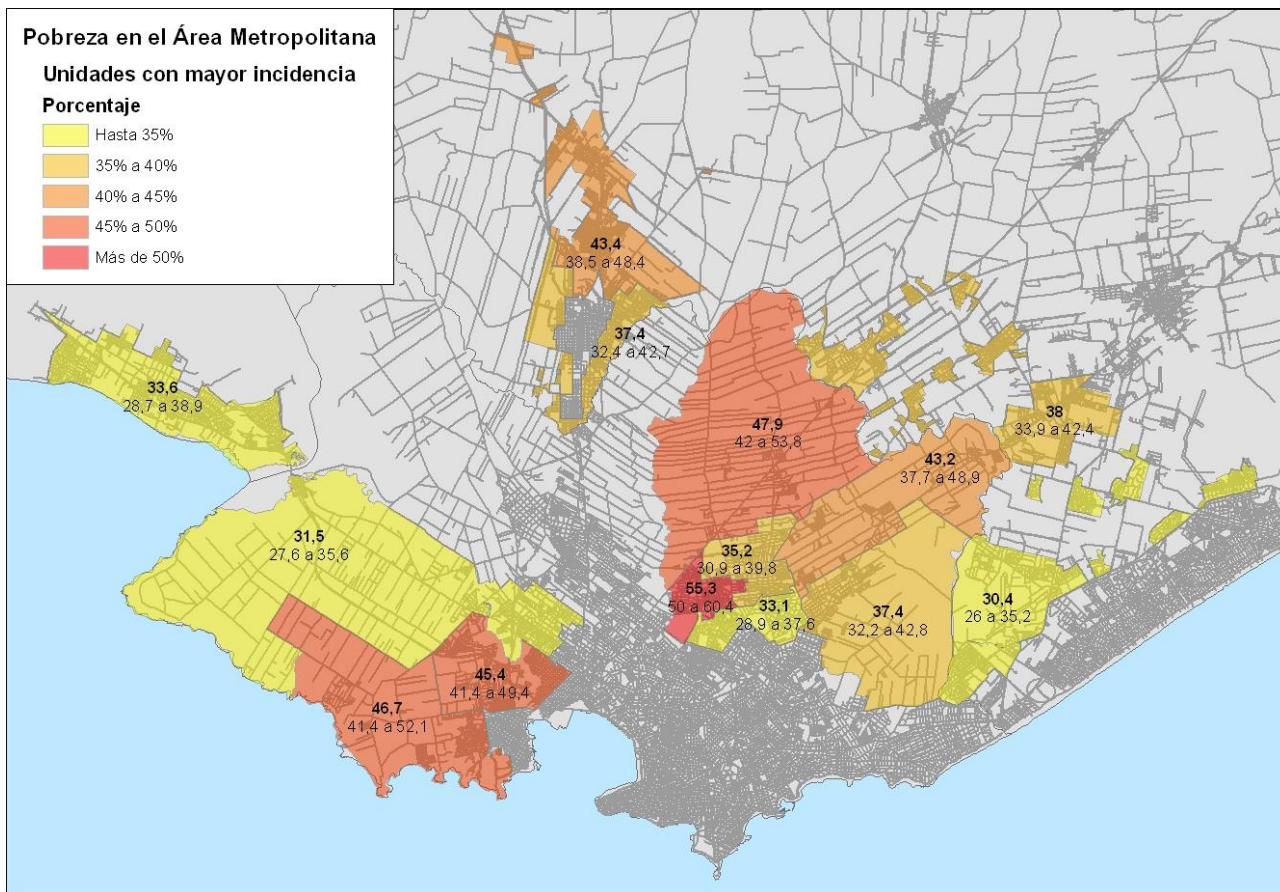 Pobreza en el Área Metropolitana
Unidades con mayor incidencia
Porcentaje
Hasta 35%
35% a 40%
40% a 45%
45% a 50%
Más de 50%
43,4
38,5 a 48,4
37,4
32,4 a 42,7
33,6
28,7 a 38,9
47,9
42 a 53,8
38
33,9 a 42,4
43,2
37,7 a 48,9
31,5
27,6 a 35,6
35,2
30,9 a 39,8
55,3
50 a 60,4
33,1
28,9 a 37,6
37,4
32,2 a 42,8
30,4
26 a 35,2
45,4
41,4 a 49,4
46,7
41,4 a 52,1